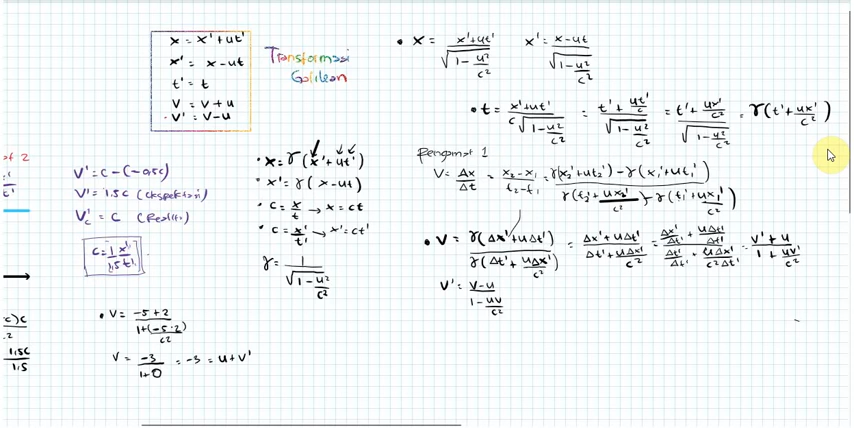 x = x' + ut'
x' = x - ut
t' = t
V = V + u
· V' = V - u
Transformasi
Galilean
V' = C - (-0,5C)
V' = 1.5C (Ekspektasi)
V'c = C (Realita)
C = 1/1,5 x'/t'
• V = (-5 + 2)/(1 + (-5·2)/c²)
V = -3/(1+0) = -3 = u + V'
• x = γ(x' + ut')
• x' = γ(x - ut)
• C = x/t → x = ct
• C = x'/t' → x' = ct'
γ = 1/√(1 - u²/c²)
• x = (x' + ut')/√(1 - u²/c²) x' = (x - ut)/√(1 - u²/c²)
• t = (x' + ut')/(c√(1 - u²/c²)) = (t' + ut'/c)/√(1 - u²/c²) = (t' + ux'/c²)/√(1 - u²/c²) = γ(t' + ux'/c²)
Pengamat 1
V = Δx/Δt = (x₂ - x₁)/(t₂ - t₁) = (γ(x₂' + ut₂') - γ(x₁' + ut₁'))/(γ(t₂' + ux₂'/c²) - γ(t₁' + ux₁'/c²))
• V = γ(Δx' + uΔt')/γ(Δt' + uΔx'/c²) = (Δx' + uΔt')/(Δt' + uΔx'/c²) = (Δx'/Δt' + uΔt'/Δt')/(Δt'/Δt' + uΔx'/c²Δt') = (V' + u)/(1 + uV'/c²)
V' = (V - u)/(1 - uV/c²)
1,5C
1,5